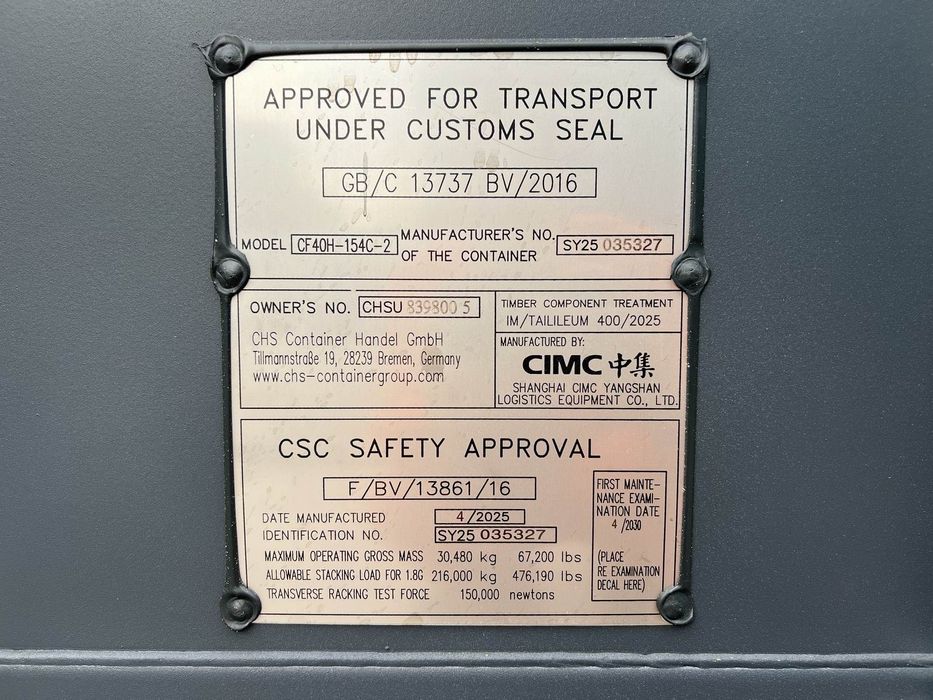 APPROVED FOR TRANSPORT
UNDER CUSTOMS SEAL
GB/C 13737 BV/2016
MODEL CF40H-154C-2 MANUFACTURER'S NO. OF THE CONTAINER SY25 035327
OWNER'S NO. CHSU 839800 5
CHS Container Handel GmbH
Tillmannstraße 19, 28239 Bremen, Germany
www.chs-containergroup.com
TIMBER COMPONENT TREATMENT
IM/TAILILEUM 400/2025
MANUFACTURED BY:
CIMC 中集
SHANGHAI CIMC YANGSHAN
LOGISTICS EQUIPMENT CO., LTD.
CSC SAFETY APPROVAL
F/BV/13861/16
DATE MANUFACTURED 4/2025
IDENTIFICATION NO. SY25 035327
MAXIMUM OPERATING GROSS MASS 30,480 kg 67,200 lbs
ALLOWABLE STACKING LOAD FOR 1.8G 216,000 kg 476,190 lbs
TRANSVERSE RACKING TEST FORCE 150,000 newtons
FIRST MAINTE-
NANCE EXAMI-
NATION DATE
4/2030
(PLACE
RE EXAMINATION
DECAL HERE)